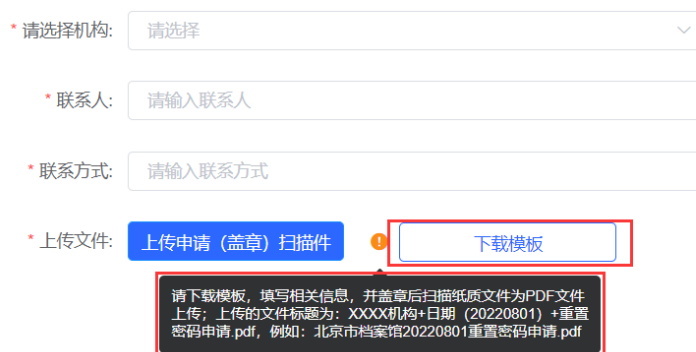 * 请选择机构: 请选择
* 联系人: 请输入联系人
* 联系方式: 请输入联系方式
* 上传文件: 上传申请（盖章）扫描件 ! 下载模板
请下载模板，填写相关信息，并盖章后扫描纸质文件为PDF文件
上传；上传的文件标题为：XXXX机构+日期（20220801）+重置
密码申请.pdf，例如：北京市档案馆20220801重置密码申请.pdf